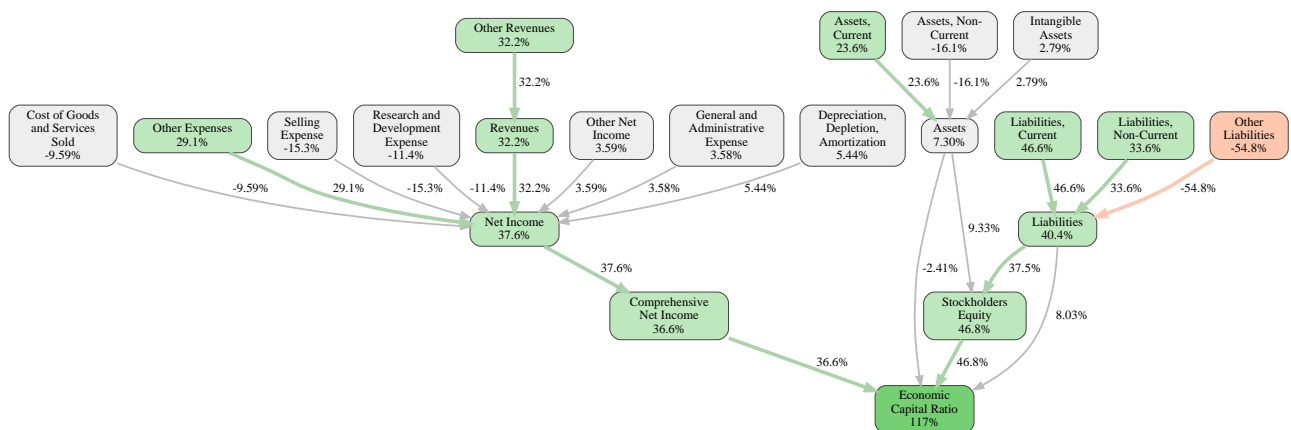 Other Revenues
32.2%
Assets,
Current
23.6%
Assets, Non-
Current
-16.1%
Intangible
Assets
2.79%
32.2%
23.6%
-16.1%
2.79%
Cost of Goods
and Services
Sold
-9.59%
Other Expenses
29.1%
Selling
Expense
-15.3%
Research and
Development
Expense
-11.4%
Revenues
32.2%
Other Net
Income
3.59%
General and
Administrative
Expense
3.58%
Depreciation,
Depletion,
Amortization
5.44%
Assets
7.30%
Liabilities,
Current
46.6%
Liabilities,
Non-Current
33.6%
Other
Liabilities
-54.8%
-9.59%
29.1%
-15.3%
-11.4%
32.2%
3.59%
3.58%
5.44%
46.6%
33.6%
-54.8%
Net Income
37.6%
Liabilities
40.4%
9.33%
37.6%
-2.41%
37.5%
Comprehensive
Net Income
36.6%
Stockholders
Equity
46.8%
8.03%
36.6%
46.8%
Economic
Capital Ratio
117%